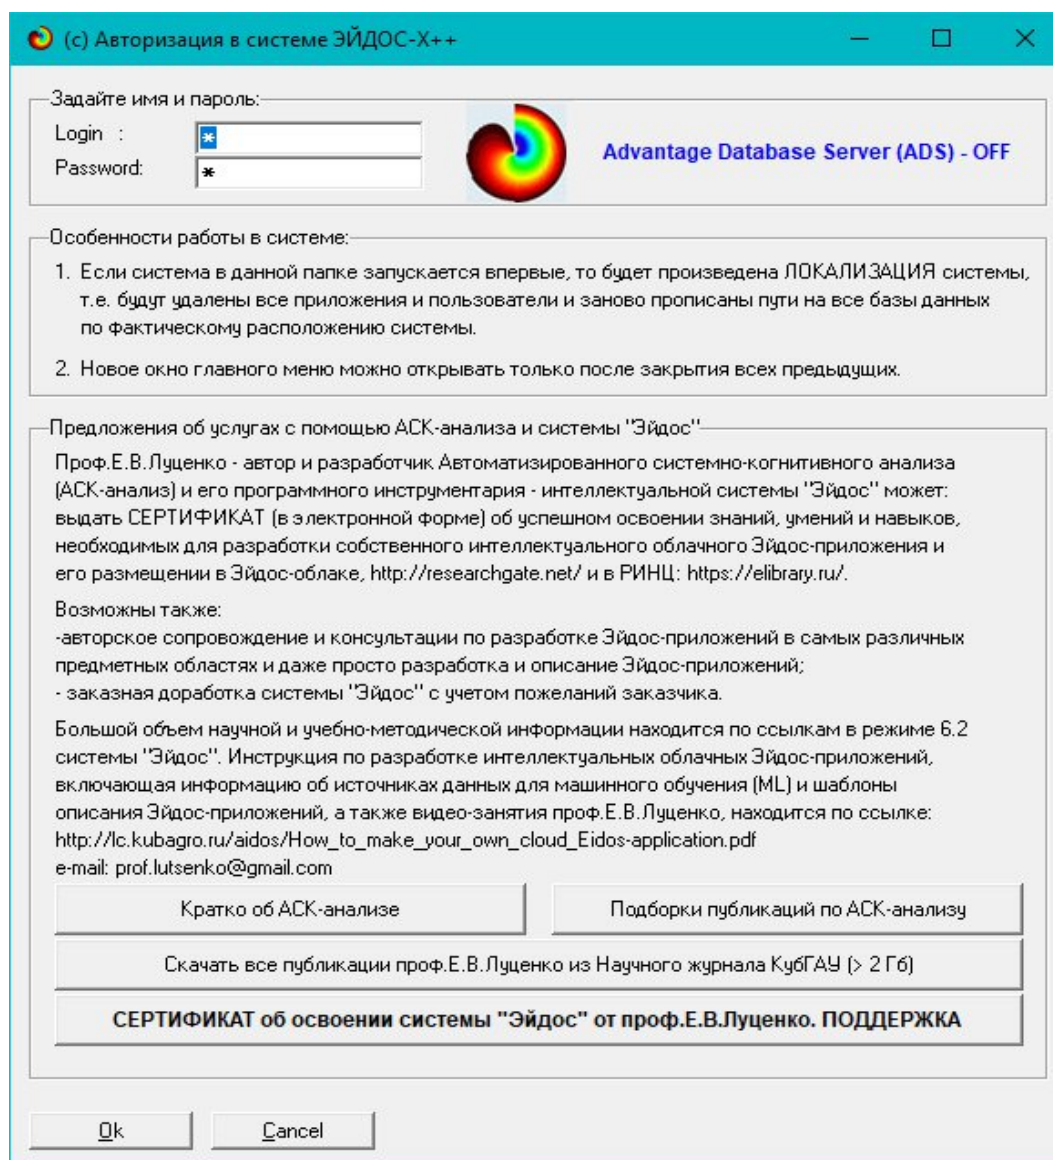 (c) Авторизация в системе ЭЙДОС-X++
Задайте имя и пароль:
Login :
*
Password:
*
Advantage Database Server (ADS) - OFF
Особенности работы в системе:
1. Если система в данной папке запускается впервые, то будет произведена ЛОКАЛИЗАЦИЯ системы,
т.е. будут удалены все приложения и пользователи и заново прописаны пути на все базы данных
по фактическому расположению системы.
2. Новое окно главного меню можно открывать только после закрытия всех предыдущих.
Предложения об услугах с помощью АСК-анализа и системы "Эйдос"
Проф.Е.В.Луценко - автор и разработчик Автоматизированного системно-когнитивного анализа
(АСК-анализ) и его программного инструментария - интеллектуальной системы "Эйдос" может:
выдать СЕРТИФИКАТ (в электронной форме) об успешном освоении знаний, умений и навыков,
необходимых для разработки собственного интеллектуального облачного Эйдос-приложения и
его размещении в Эйдос-облаке, http://researchgate.net/ и в РИНЦ: https://elibrary.ru/.
Возможны также:
-авторское сопровождение и консультации по разработке Эйдос-приложений в самых различных
предметных областях и даже просто разработка и описание Эйдос-приложений;
- заказная доработка системы "Эйдос" с учетом пожеланий заказчика.
Большой объем научной и учебно-методической информации находится по ссылкам в режиме 6.2
системы "Эйдос". Инструкция по разработке интеллектуальных облачных Эйдос-приложений,
включающая информацию об источниках данных для машинного обучения (ML) и шаблоны
описания Эйдос-приложений, а также видео-занятия проф.Е.В.Луценко, находится по ссылке:
http://lc.kubagro.ru/aidos/How_to_make_your_own_cloud_Eidos-application.pdf
e-mail: prof.lutsenko@gmail.com
Кратко об АСК-анализе
Подборки публикаций по АСК-анализу
Скачать все публикации проф.Е.В.Луценко из Научного журнала КубГАУ (> 2 Гб)
СЕРТИФИКАТ об освоении системы "Эйдос" от проф.Е.В.Луценко. ПОДДЕРЖКА
Ok
Cancel